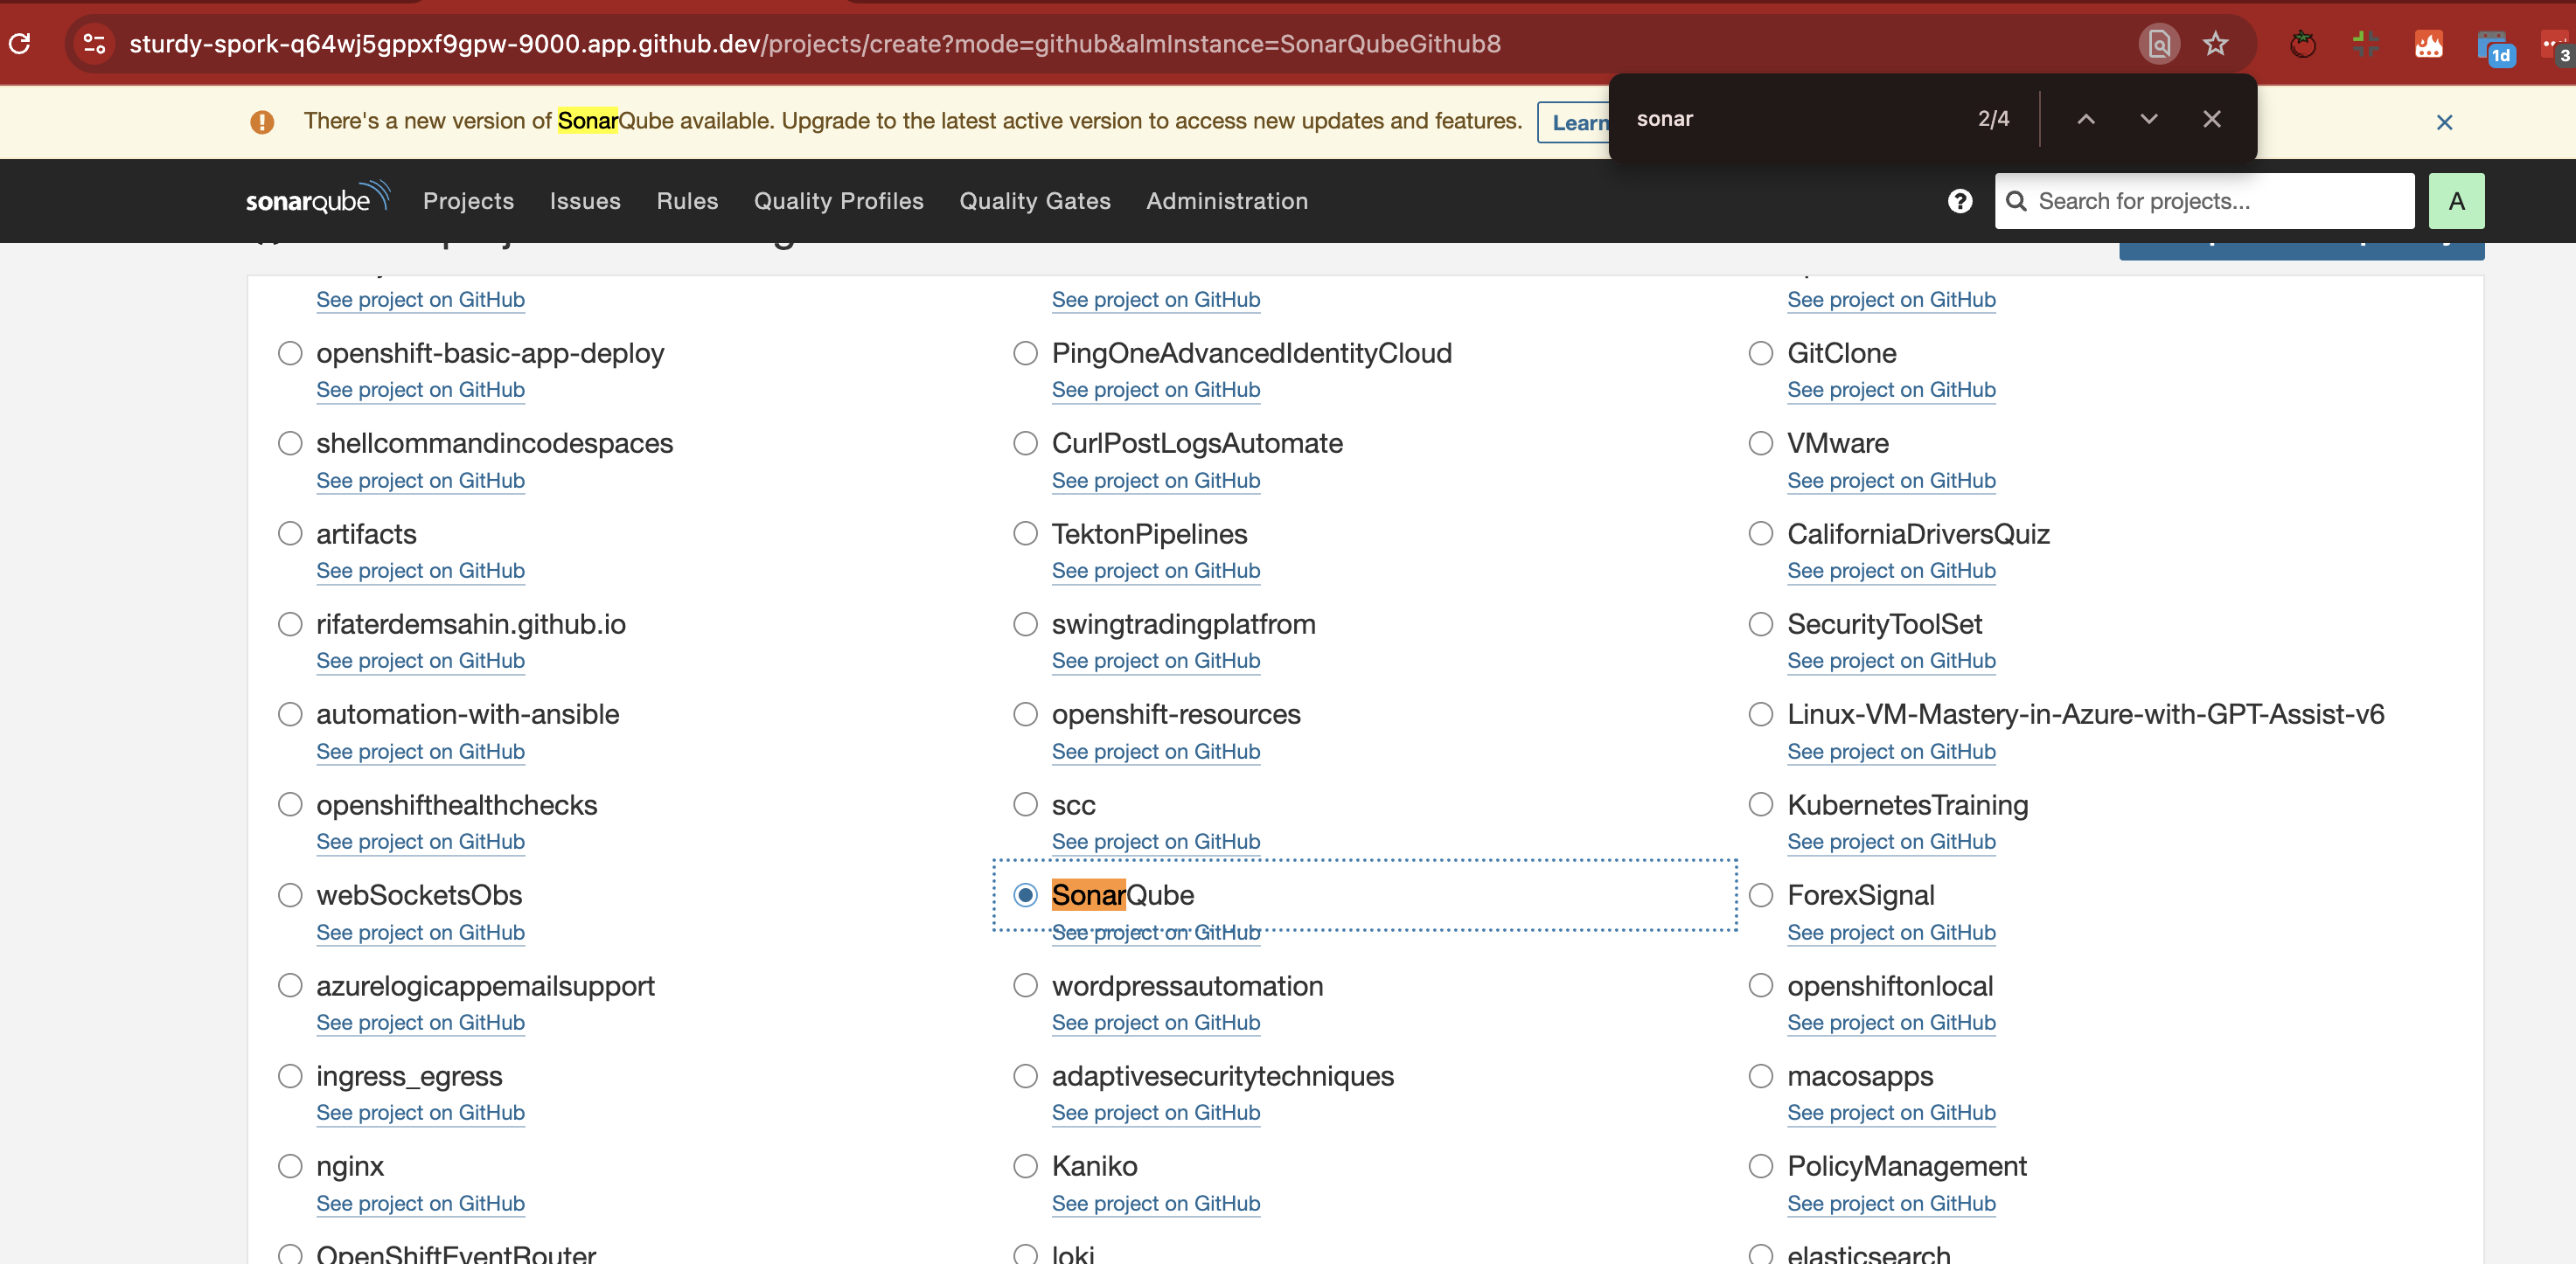 sturdy-spork-q64wj5gppxf9gpw-9000.app.github.dev/projects/create?mode=github&almInstance=SonarQubeGithub8
1d
3
There's a new version of SonarQube available. Upgrade to the latest active version to access new updates and features.
Learn
sonar
2/4
sonarqube
Projects
Issues
Rules
Quality Profiles
Quality Gates
Administration
?
Search for projects...
A
See project on GitHub
See project on GitHub
See project on GitHub
openshift-basic-app-deploy
PingOneAdvancedIdentityCloud
GitClone
See project on GitHub
See project on GitHub
See project on GitHub
shellcommandincodespaces
CurlPostLogsAutomate
VMware
See project on GitHub
See project on GitHub
See project on GitHub
artifacts
TektonPipelines
CaliforniaDriversQuiz
See project on GitHub
See project on GitHub
See project on GitHub
rifaterdemsahin.github.io
swingtradingplatfrom
SecurityToolSet
See project on GitHub
See project on GitHub
See project on GitHub
automation-with-ansible
openshift-resources
Linux-VM-Mastery-in-Azure-with-GPT-Assist-v6
See project on GitHub
See project on GitHub
See project on GitHub
openshifthealthchecks
scc
KubernetesTraining
See project on GitHub
See project on GitHub
See project on GitHub
webSocketsObs
SonarQube
ForexSignal
See project on GitHub
See project on GitHub
See project on GitHub
azurelogicappemailsupport
wordpressautomation
openshiftonlocal
See project on GitHub
See project on GitHub
See project on GitHub
ingress_egress
adaptivesecuritytechniques
macosapps
See project on GitHub
See project on GitHub
See project on GitHub
nginx
Kaniko
PolicyManagement
See project on GitHub
See project on GitHub
See project on GitHub
OpenShiftEventRouter
loki
elasticsearch